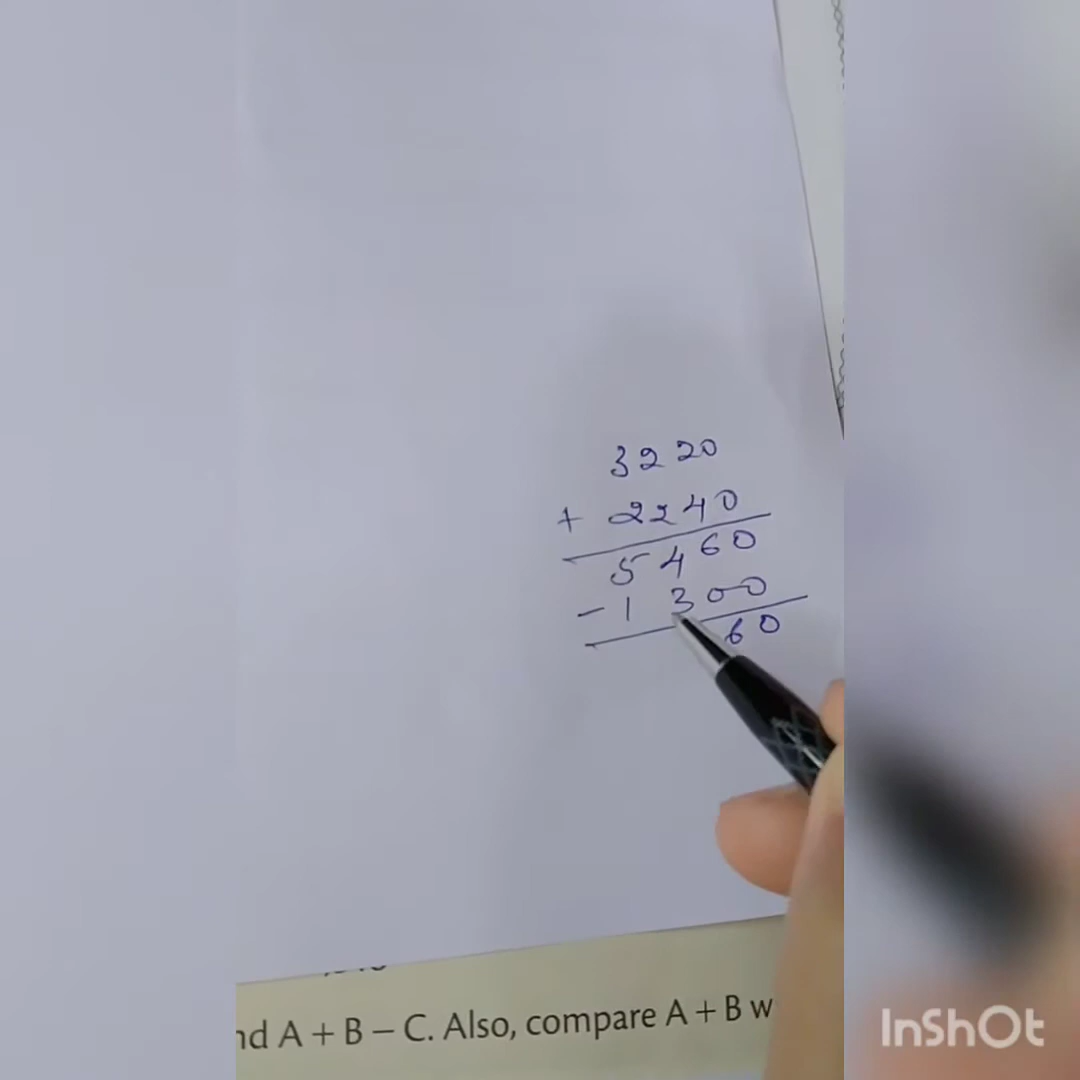 3220
+ 2240
5460
- 1300
60
nd A + B – C. Also, compare A + B w
InShOt